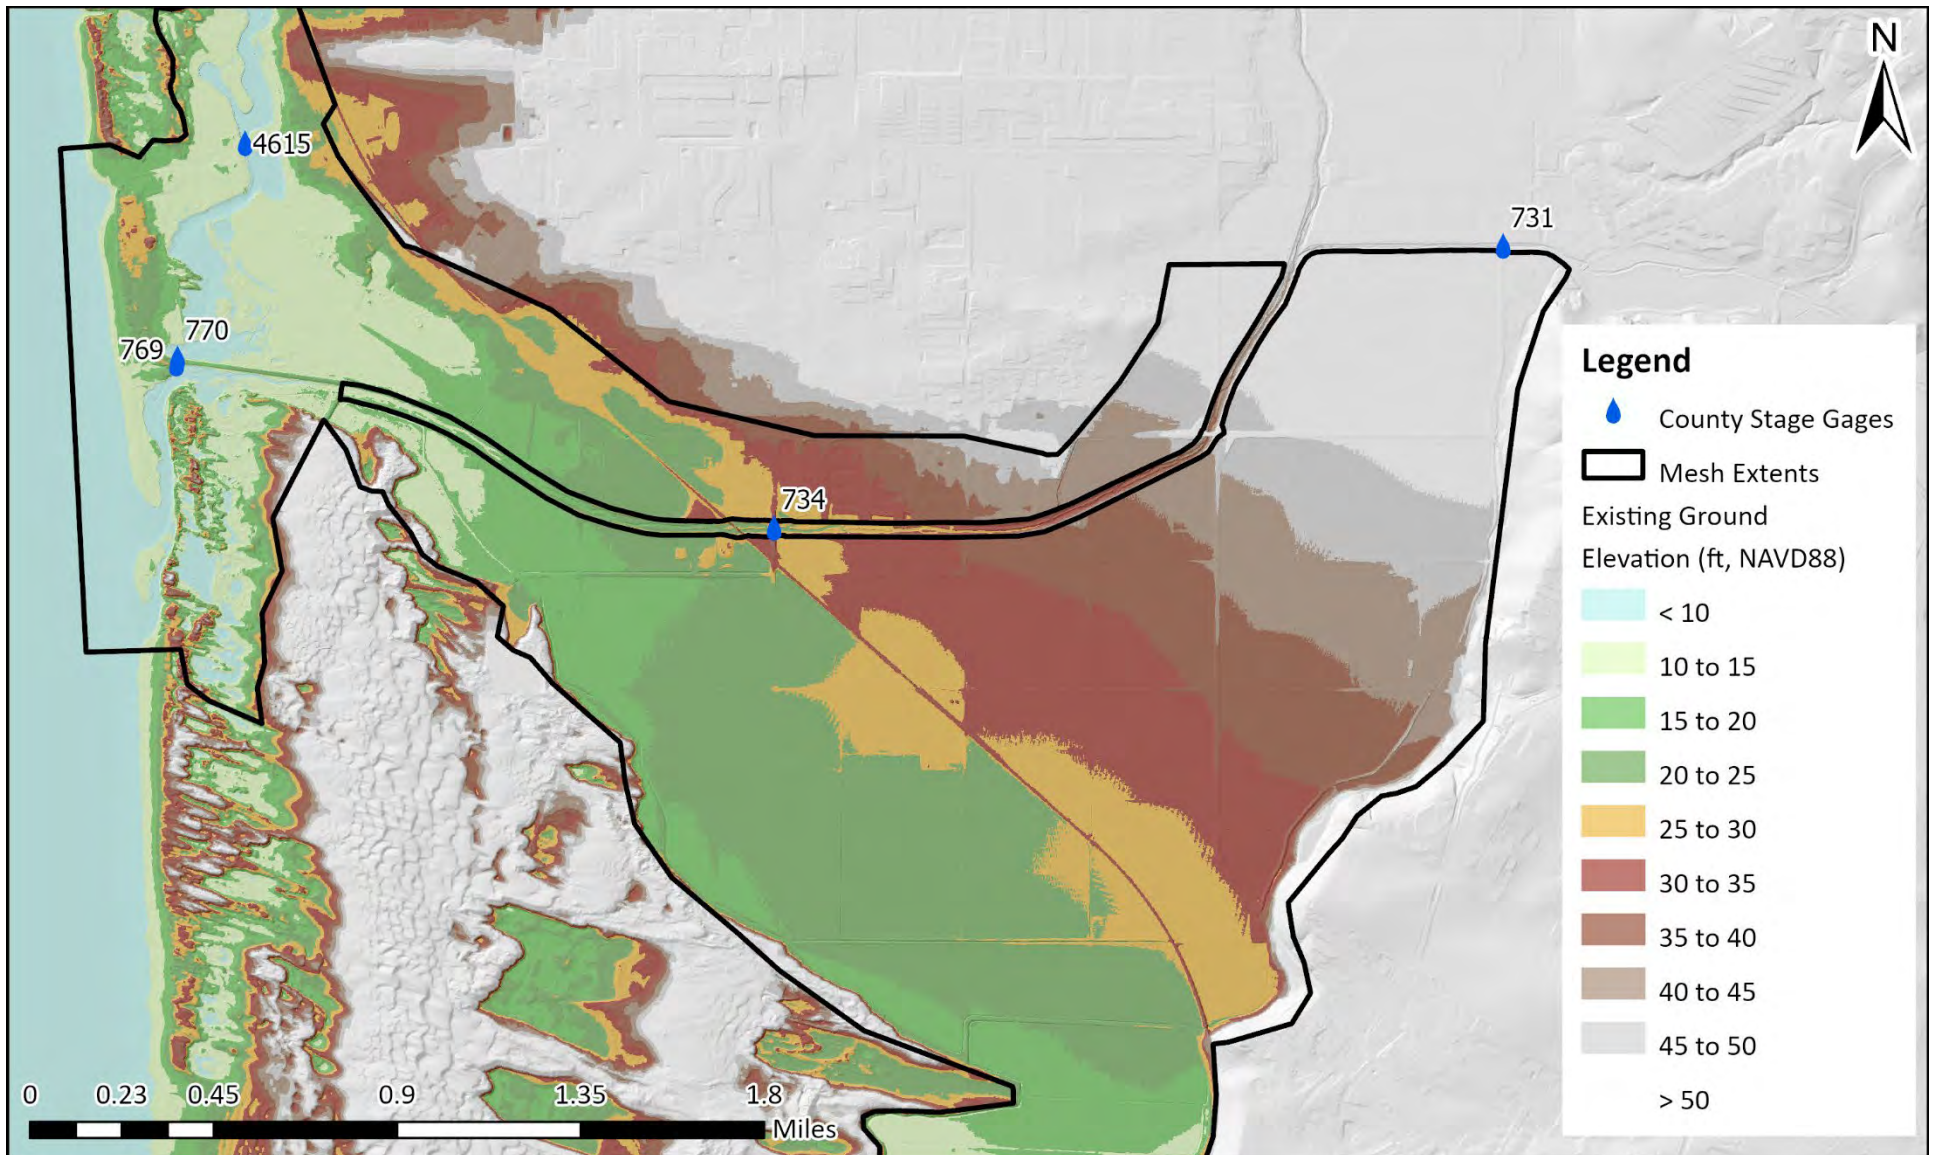 N
4615
731
770
769
734
Legend
County Stage Gages
Mesh Extents
Existing Ground
Elevation (ft, NAVD88)
< 10
10 to 15
15 to 20
20 to 25
25 to 30
30 to 35
35 to 40
40 to 45
45 to 50
> 50
0 0.23 0.45 0.9 1.35 1.8
Miles